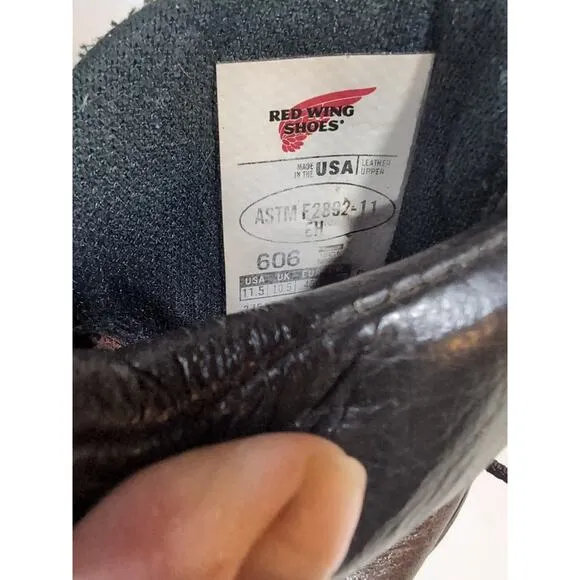 RED WING
SHOES
MADE IN THE USA LEATHER UPPER
ASTM F2892-11
EH
606
USA UK EUR
11.5 10.5